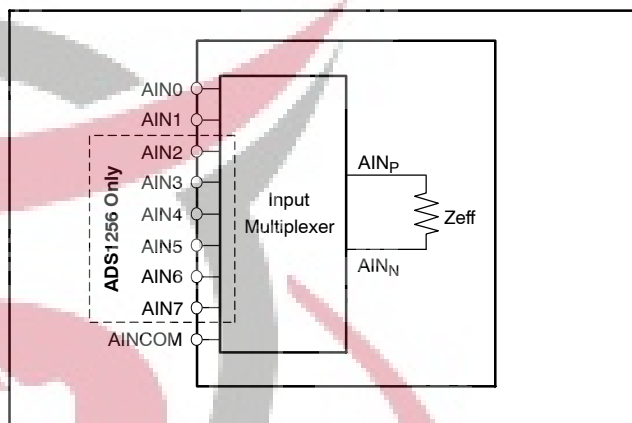 AIN0
AIN1
AIN2
AIN3
AIN4
AIN5
AIN6
AIN7
AINCOM
ADS1256 Only
Input
Multiplexer
AINP
AINN
Zeff